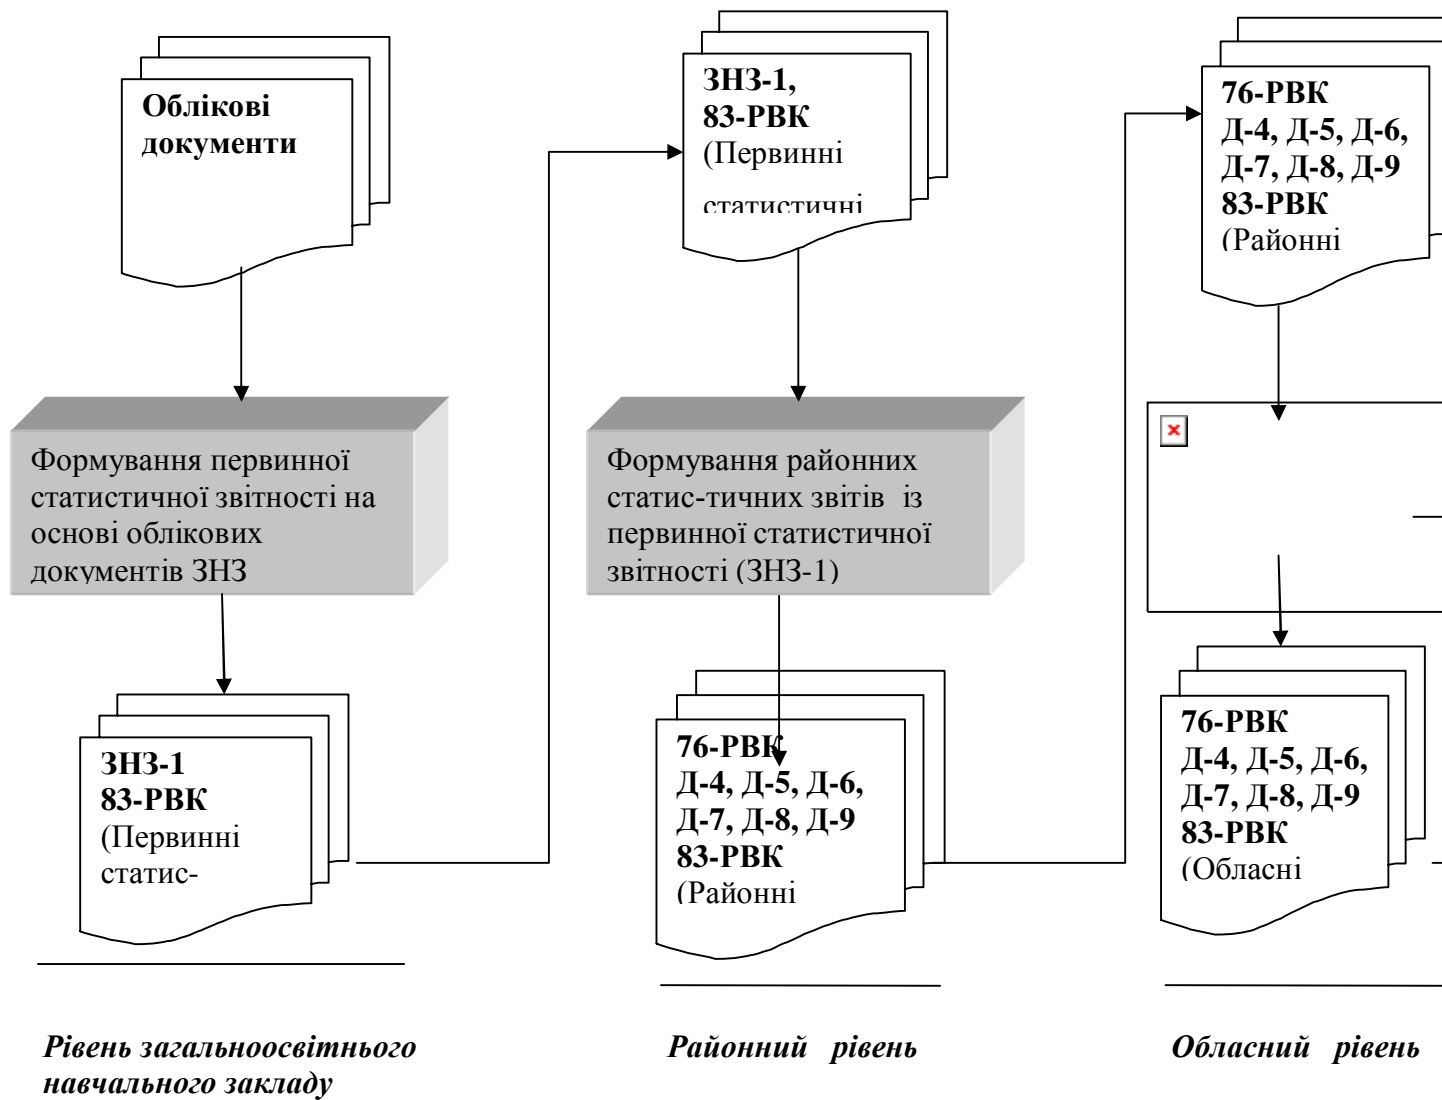 Облікові
документи
Формування первинної
статистичної звітності на
основі облікових
документів ЗНЗ
ЗНЗ-1
83-РВК
(Первинні
статис-
Рівень загальноосвітнього
навчального закладу
ЗНЗ-1,
83-РВК
(Первинні
статистичні
Формування районних
статис-тичних звітів із
первинної статистичної
звітності (ЗНЗ-1)
76-РВК
Д-4, Д-5, Д-6,
Д-7, Д-8, Д-9
83-РВК
(Районні
Районний рівень
76-РВК
Д-4, Д-5, Д-6,
Д-7, Д-8, Д-9
83-РВК
(Районні
76-РВК
Д-4, Д-5, Д-6,
Д-7, Д-8, Д-9
83-РВК
(Обласні
Обласний рівень